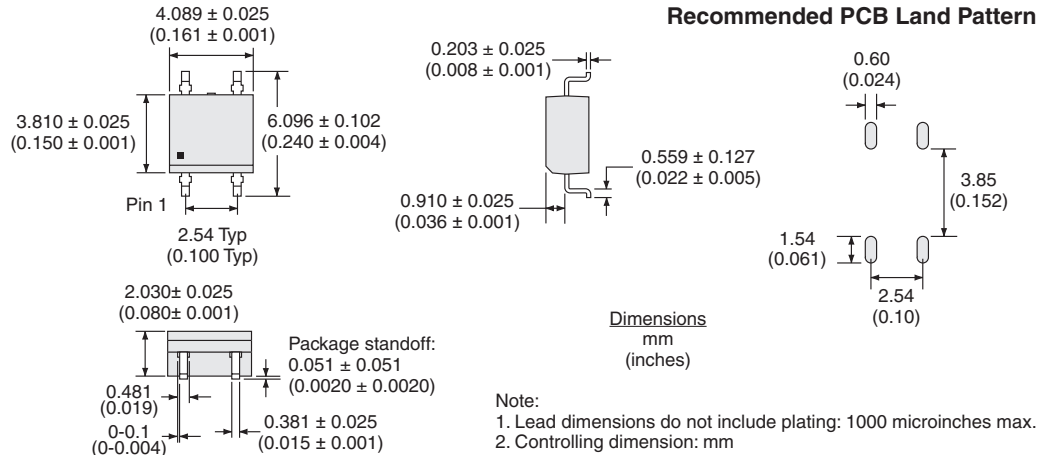 4.089 ± 0.025
(0.161 ± 0.001)
3.810 ± 0.025
(0.150 ± 0.001)
6.096 ± 0.102
(0.240 ± 0.004)
Pin 1
2.54 Typ
(0.100 Typ)
0.203 ± 0.025
(0.008 ± 0.001)
0.559 ± 0.127
(0.022 ± 0.005)
0.910 ± 0.025
(0.036 ± 0.001)
Recommended PCB Land Pattern
0.60
(0.024)
3.85
(0.152)
1.54
(0.061)
2.54
(0.10)
2.030± 0.025
(0.080± 0.001)
Package standoff:
0.051 ± 0.051
(0.0020 ± 0.0020)
0.481
(0.019)
0-0.1
(0-0.004)
0.381 ± 0.025
(0.015 ± 0.001)
Dimensions
mm
(inches)
Note:
1. Lead dimensions do not include plating: 1000 microinches max.
2. Controlling dimension: mm